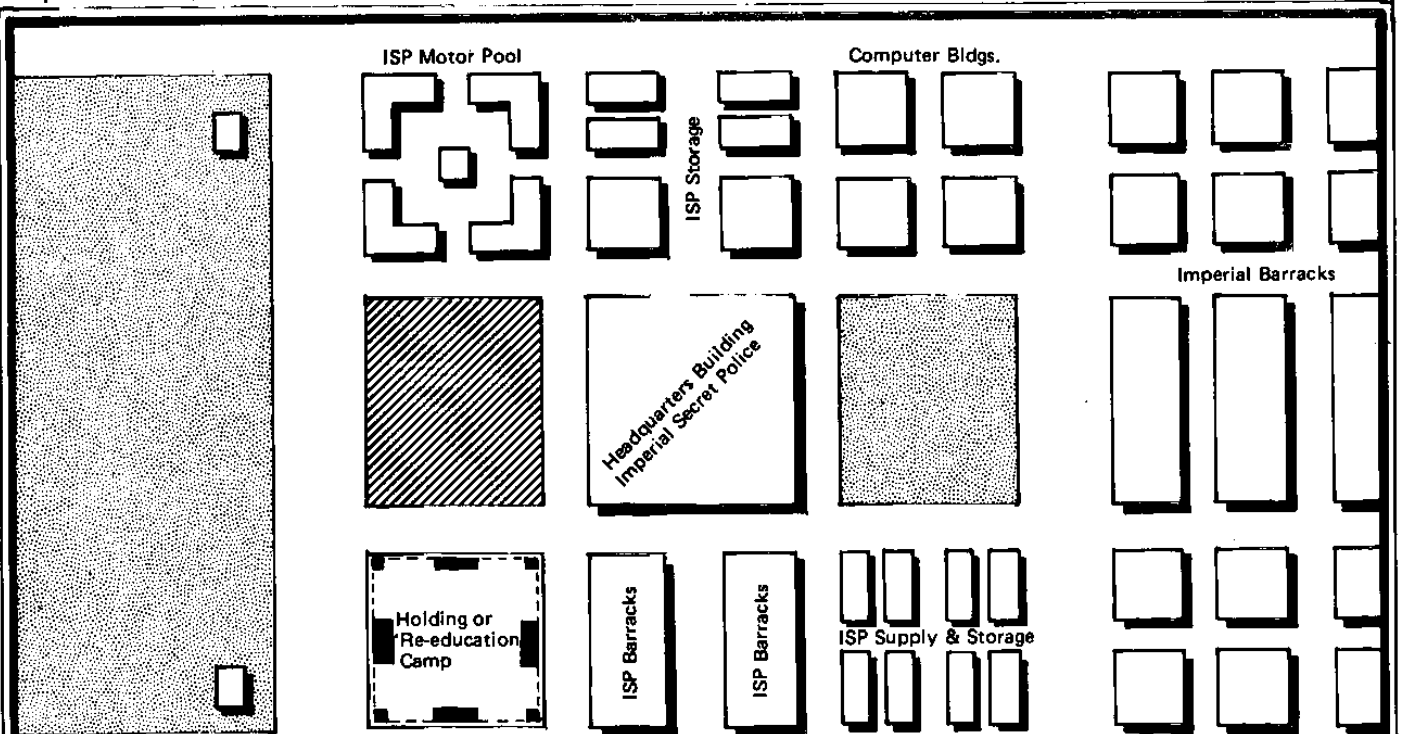 ISP Motor Pool
Computer Bldgs.
ISP Storage
Imperial Barracks
Headquarters Building
Imperial Secret Police
Holding or
'Re-education
Camp
ISP Barracks
ISP Barracks
ISP Supply & Storage